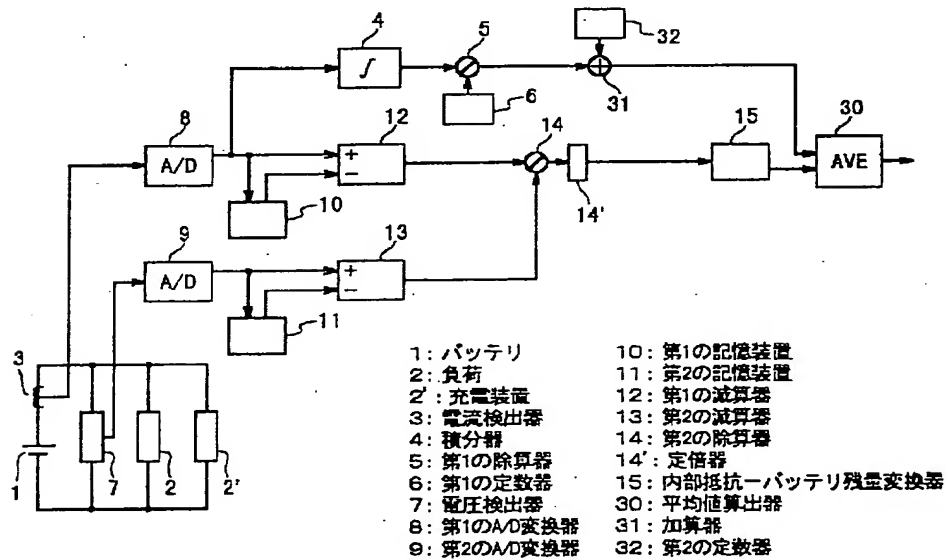 4
5
32
∫
8
6
31
12
14
15
30
A/D
+
−
AVE
10
14'
9
13
A/D
+
−
11
3
1
7
2
2'
1: バッテリ
2: 負荷
2': 充電装置
3: 電流検出器
4: 積分器
5: 第1の除算器
6: 第1の定数器
7: 電圧検出器
8: 第1のA/D変換器
9: 第2のA/D変換器
10: 第1の記憶装置
11: 第2の記憶装置
12: 第1の減算器
13: 第2の減算器
14: 第2の除算器
14': 定倍器
15: 内部抵抗ーバッテリ残量変換器
30: 平均値算出器
31: 加算器
32: 第2の定数器